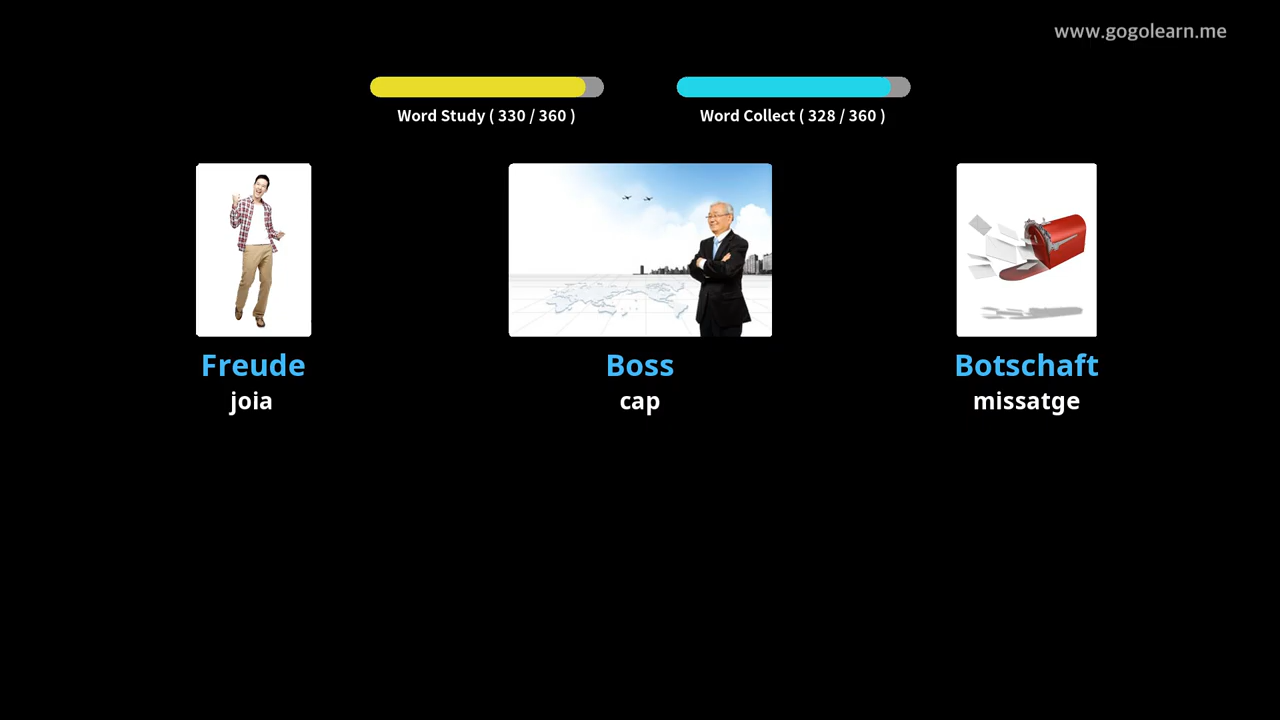 www.gogolearn.me
Word Study ( 330 / 360 )
Word Collect ( 328 / 360 )
Freude
joia
Boss
cap
Botschaft
missatge